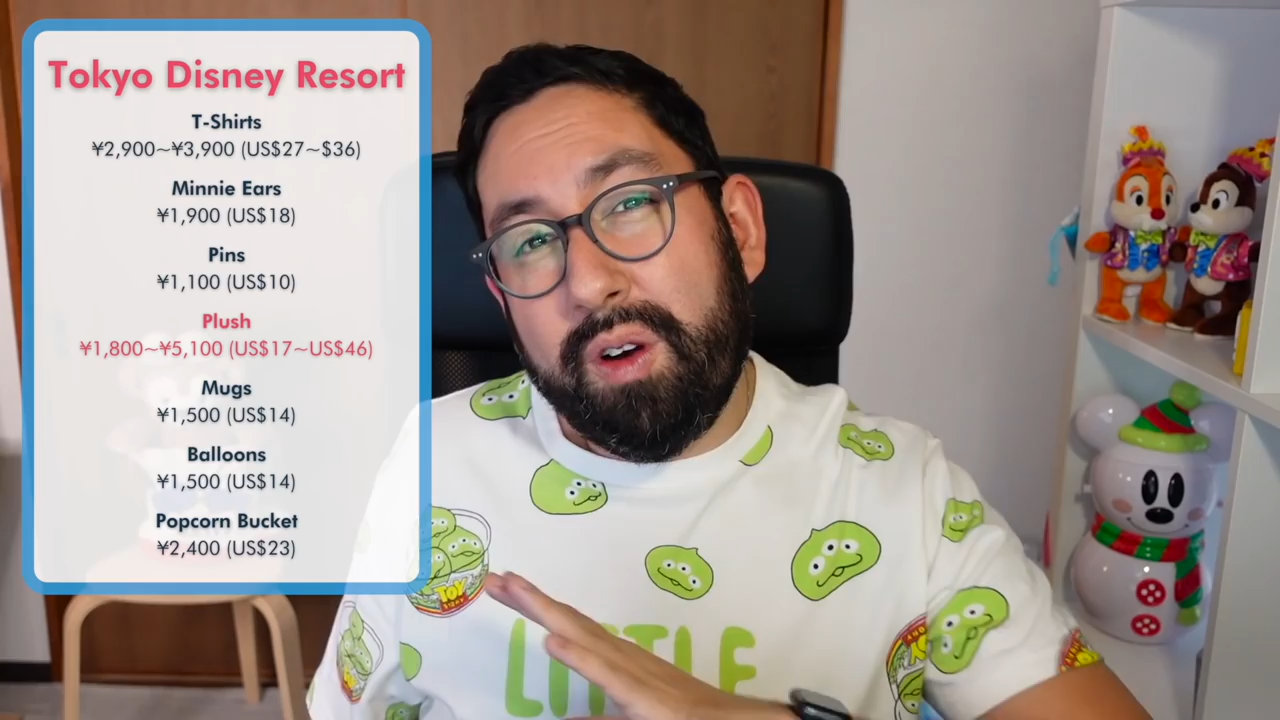 Tokyo Disney Resort
T-Shirts
¥2,900~¥3,900 (US$27~$36)
Minnie Ears
¥1,900 (US$18)
Pins
¥1,100 (US$10)
Plush
¥1,800~¥5,100 (US$17~US$46)
Mugs
¥1,500 (US$14)
Balloons
¥1,500 (US$14)
Popcorn Bucket
¥2,400 (US$23)
TOY
STORY